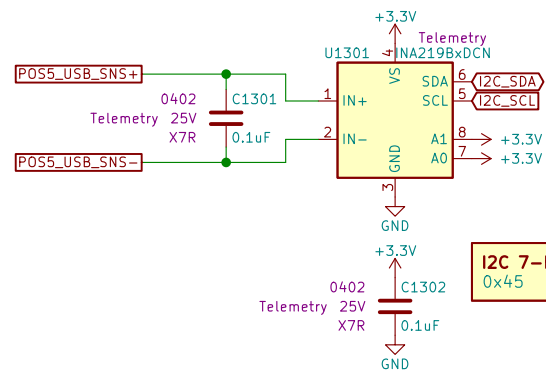 +3.3V
Telemetry
U1301 INA219BxDCN
4
VS
POS5_USB_SNS+
SDA 6 I2C_SDA
0402 C1301
1 IN+
SCL 5 I2C_SCL
Telemetry 25V
X7R 0.1uF
2 IN-
A1 8 +3.3V
A0 7 +3.3V
POS5_USB_SNS-
GND
3
GND
+3.3V
I2C 7-
0x45
0402 C1302
Telemetry 25V
X7R 0.1uF
GND